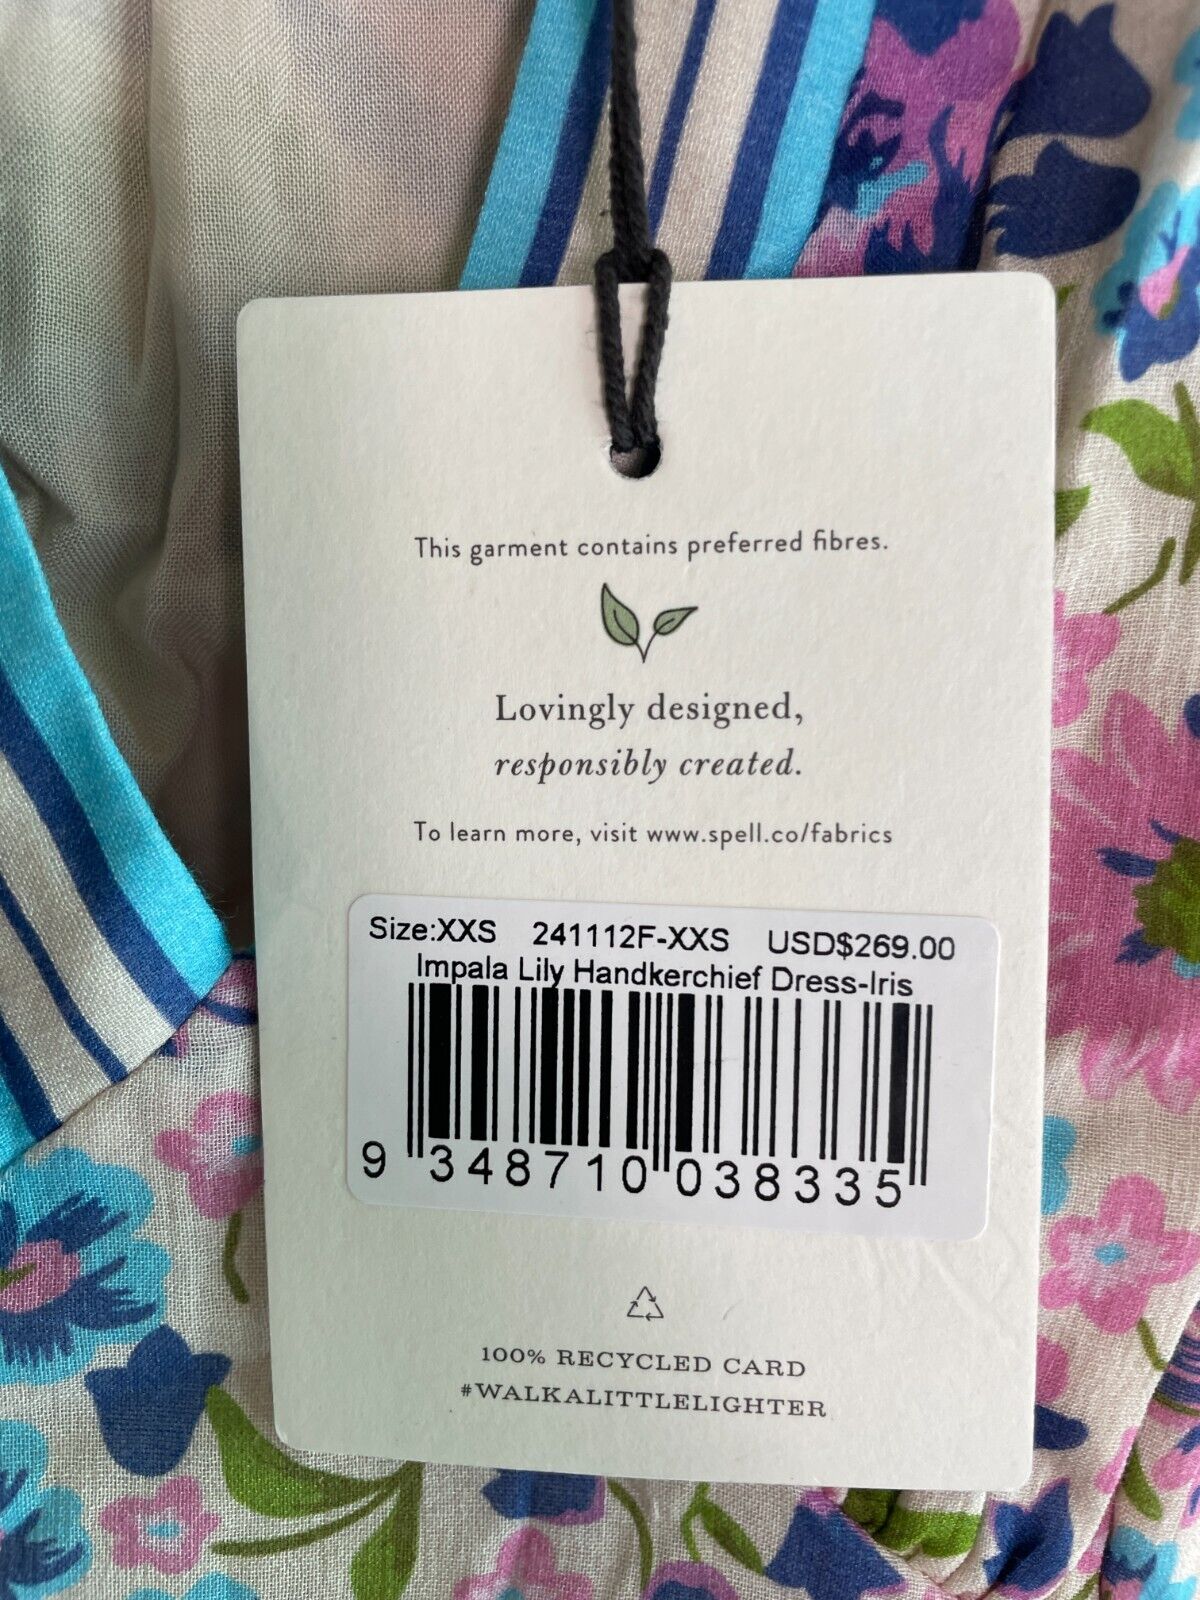 This garment contains preferred fibres.
Lovingly designed,
responsibly created.
To learn more, visit www.spell.co/fabrics
Size:XXS 241112F-XXS USD$269.00
Impala Lily Handkerchief Dress-Iris
9 348710 038335
100% RECYCLED CARD
#WALKALITTLELIGHTER